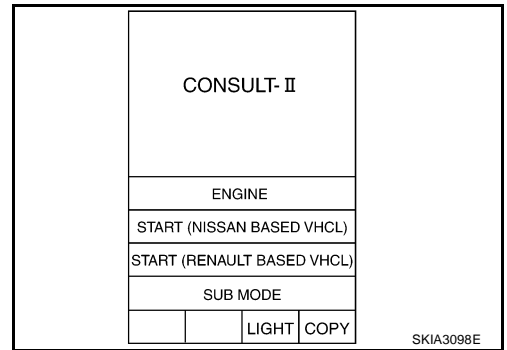 CONSULT-Ⅱ
ENGINE
START (NISSAN BASED VHCL)
START (RENAULT BASED VHCL)
SUB MODE
LIGHT COPY
SKIA3098E